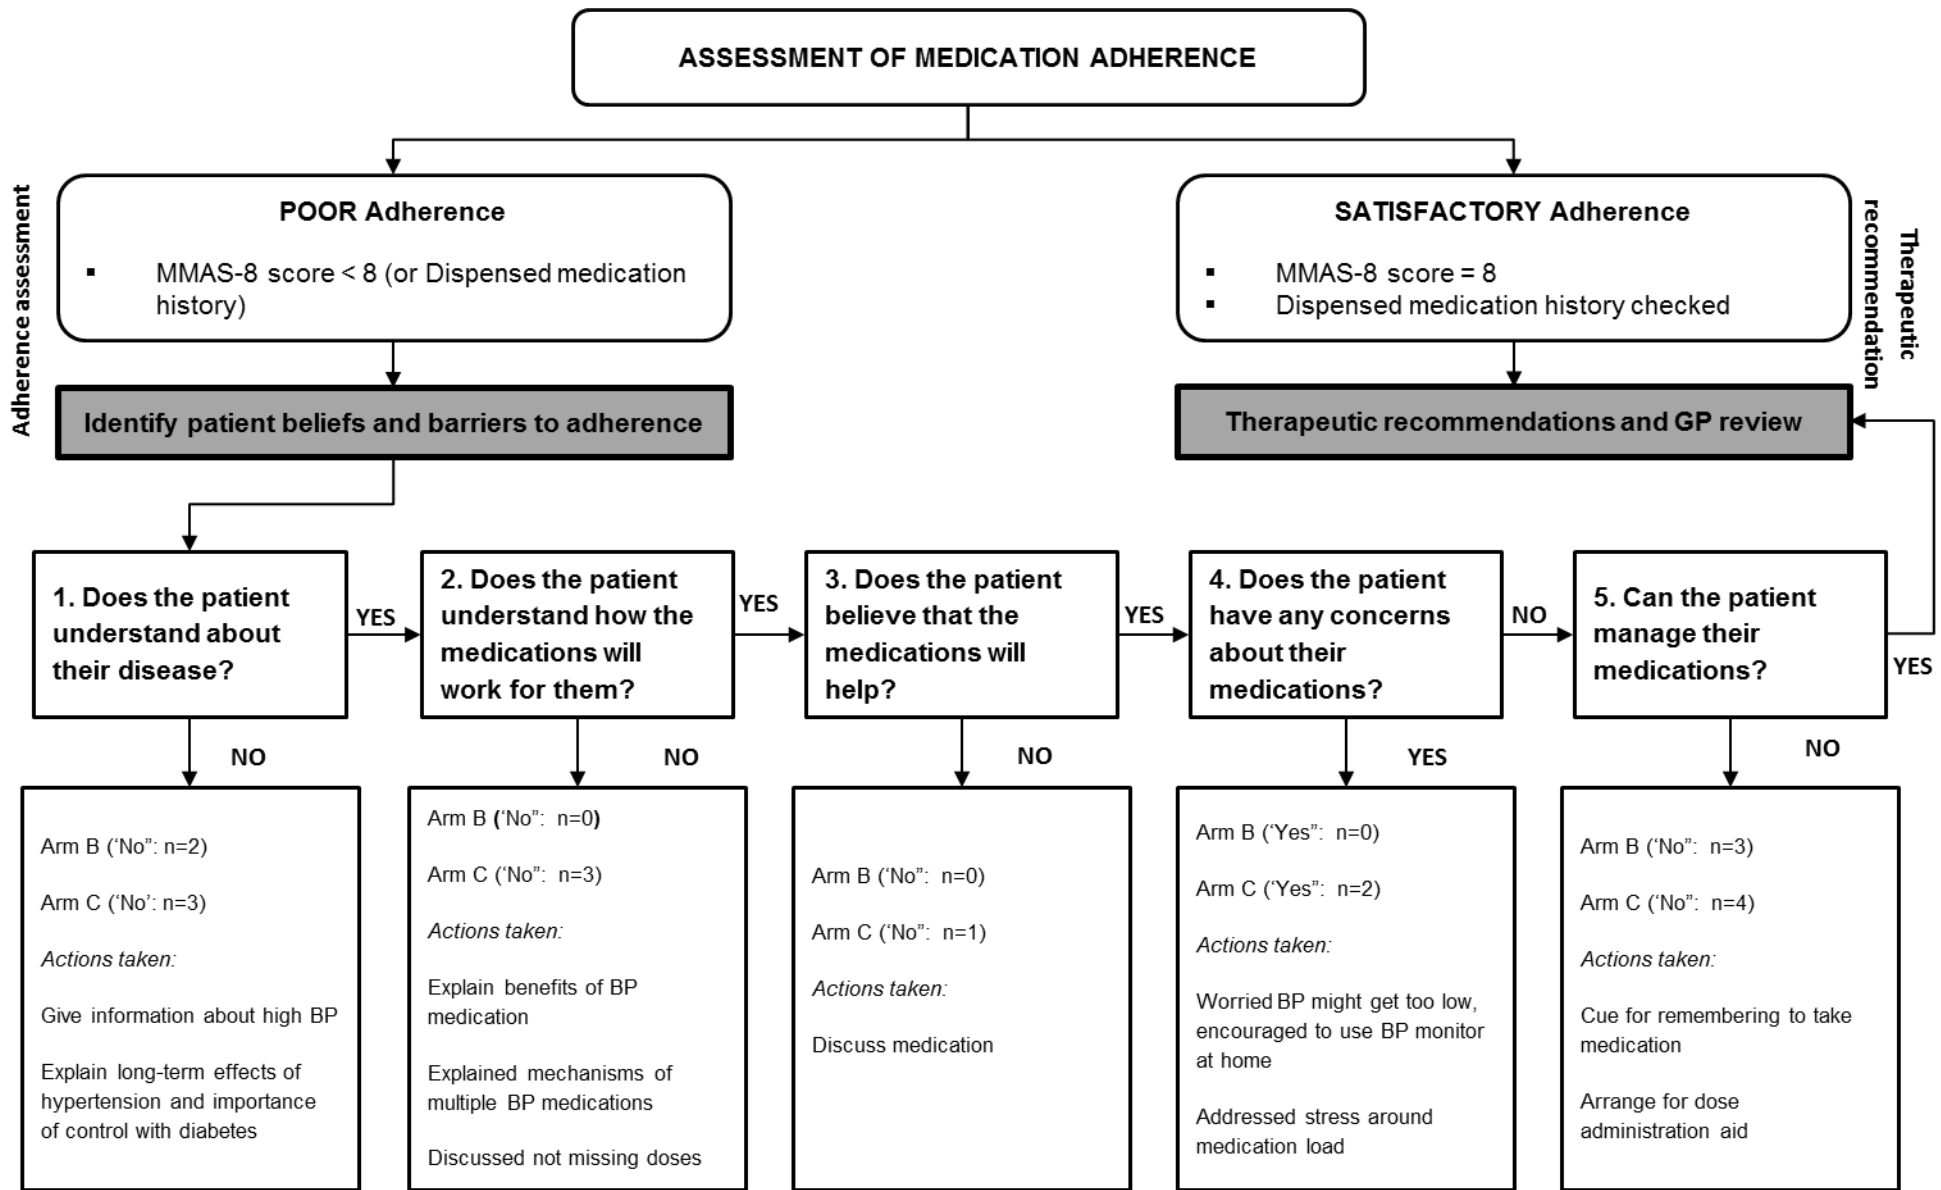 ASSESSMENT OF MEDICATION ADHERENCE
Adherence assessment
POOR Adherence
▪ MMAS-8 score < 8 (or Dispensed medication
history)
SATISFACTORY Adherence
▪ MMAS-8 score = 8
▪ Dispensed medication history checked
Therapeutic
recommendation
Identify patient beliefs and barriers to adherence
Therapeutic recommendations and GP review
1. Does the patient
understand about
their disease?
YES
2. Does the patient
understand how the
medications will
work for them?
YES
3. Does the patient
believe that the
medications will
help?
YES
4. Does the patient
have any concerns
about their
medications?
NO
5. Can the patient
manage their
medications?
YES
NO
NO
NO
YES
NO
Arm B (‘No”: n=2)
Arm C (‘No’: n=3)
Actions taken:
Give information about high BP
Explain long-term effects of
hypertension and importance
of control with diabetes
Arm B (‘No”: n=0)
Arm C (‘No”: n=3)
Actions taken:
Explain benefits of BP
medication
Explained mechanisms of
multiple BP medications
Discussed not missing doses
Arm B (‘No”: n=0)
Arm C (‘No”: n=1)
Actions taken:
Discuss medication
Arm B (‘Yes”: n=0)
Arm C (‘Yes”: n=2)
Actions taken:
Worried BP might get too low,
encouraged to use BP monitor
at home
Addressed stress around
medication load
Arm B (‘No”: n=3)
Arm C (‘No”: n=4)
Actions taken:
Cue for remembering to take
medication
Arrange for dose
administration aid